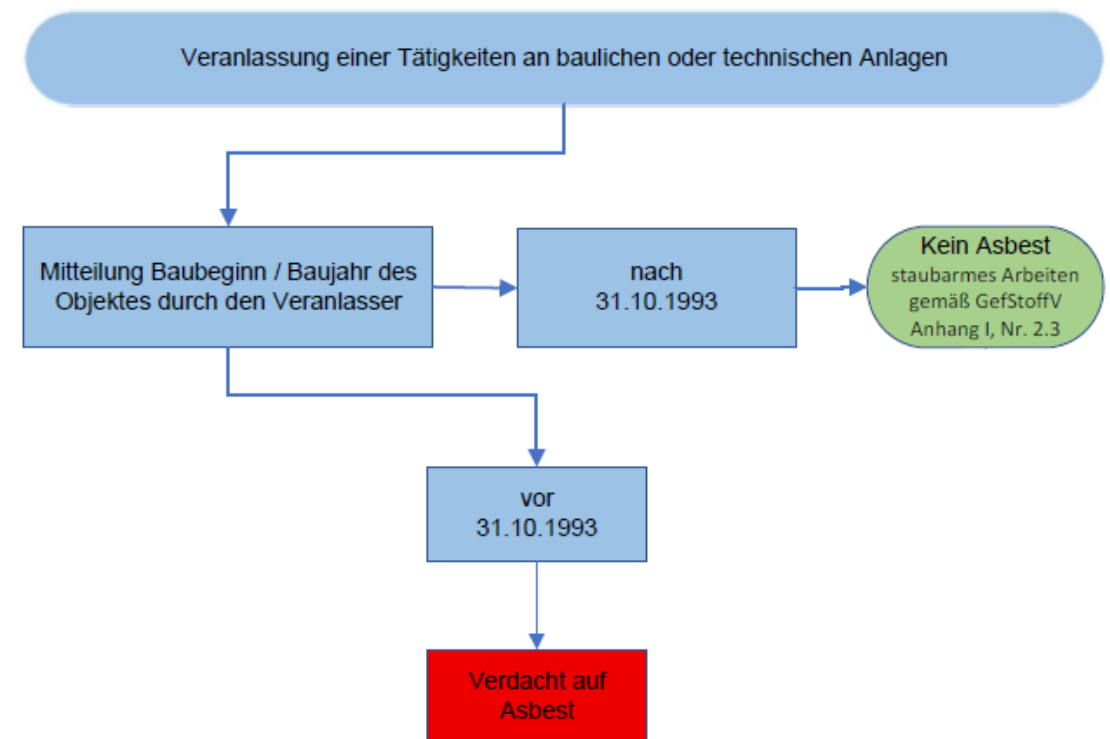 Veranlassung einer Tätigkeiten an baulichen oder technischen Anlagen
Mitteilung Baubeginn / Baujahr des
Objektes durch den Veranlasser
nach
31.10.1993
Kein Asbest
staubarmes Arbeiten
gemäß GefStoffV
Anhang I, Nr. 2.3
vor
31.10.1993
Verdacht auf
Asbest